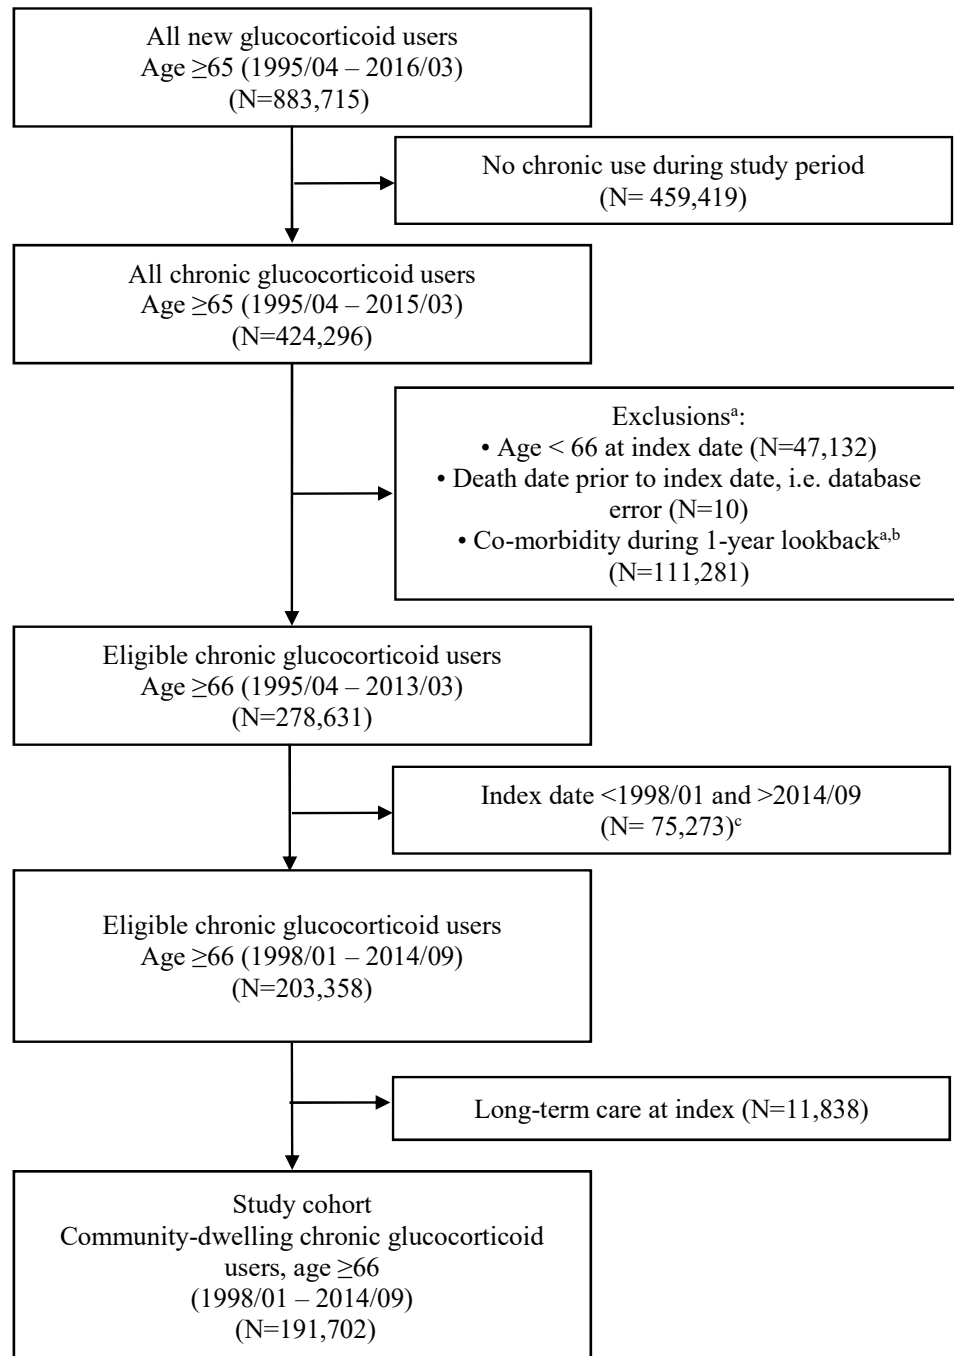 All new glucocorticoid users
Age ≥65 (1995/04 – 2016/03)
(N=883,715)
No chronic use during study period
(N= 459,419)
All chronic glucocorticoid users
Age ≥65 (1995/04 – 2015/03)
(N=424,296)
Exclusionsᵃ:
• Age < 66 at index date (N=47,132)
• Death date prior to index date, i.e. database
error (N=10)
• Co-morbidity during 1-year lookbackᵃ,ᵇ
(N=111,281)
Eligible chronic glucocorticoid users
Age ≥66 (1995/04 – 2013/03)
(N=278,631)
Index date <1998/01 and >2014/09
(N= 75,273)ᶜ
Eligible chronic glucocorticoid users
Age ≥66 (1998/01 – 2014/09)
(N=203,358)
Long-term care at index (N=11,838)
Study cohort
Community-dwelling chronic glucocorticoid
users, age ≥66
(1998/01 – 2014/09)
(N=191,702)